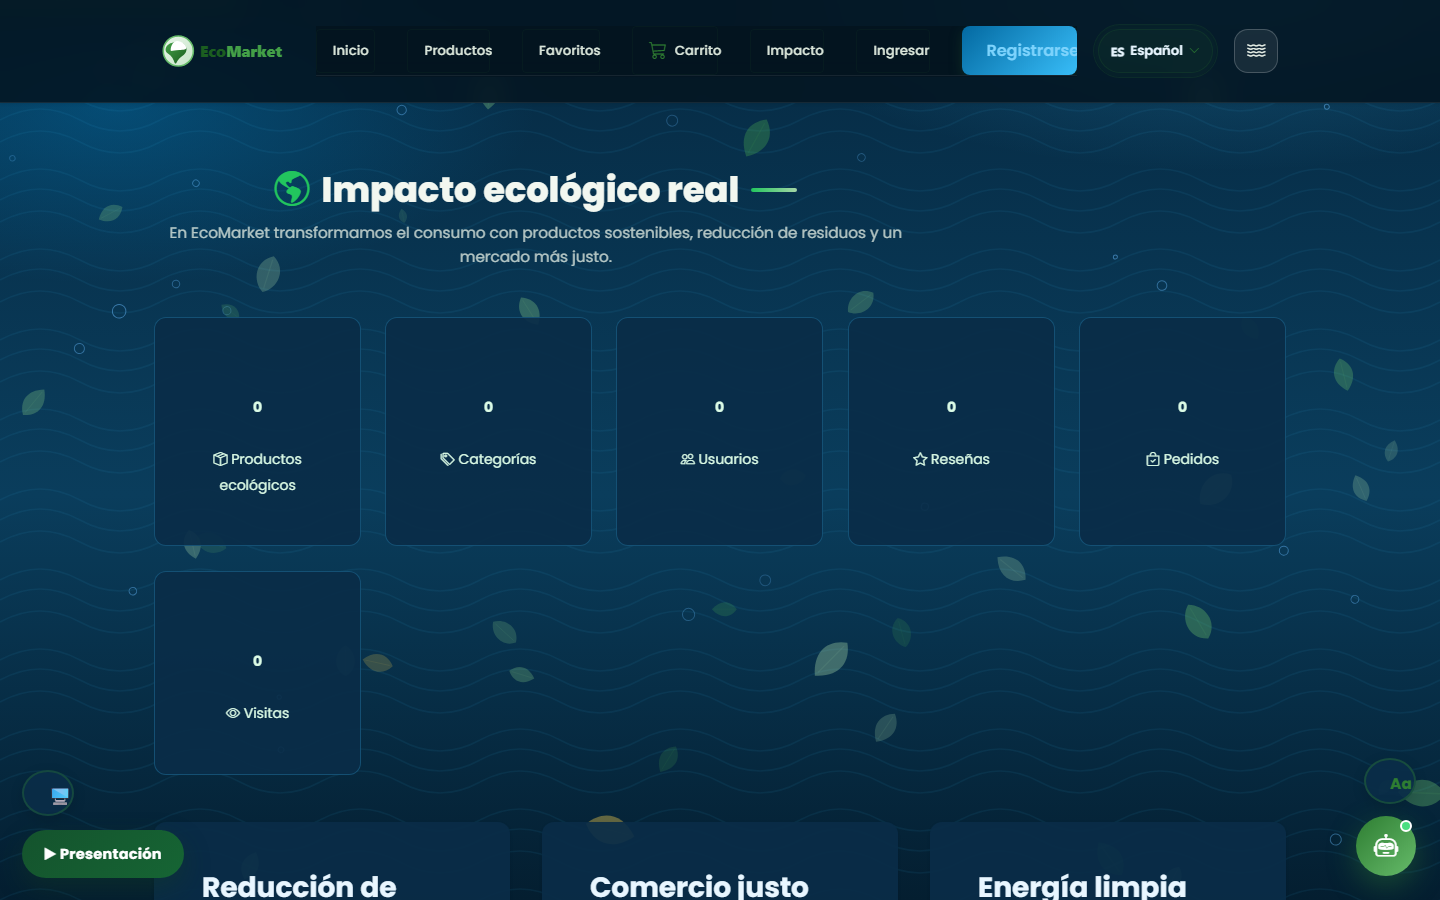 EcoMarket
Inicio
Productos
Favoritos
Carrito
Impacto
Ingresar
Registrarse
ES Español
Impacto ecológico real
En EcoMarket transformamos el consumo con productos sostenibles, reducción de residuos y un
mercado más justo.
0
Productos
ecológicos
0
Categorías
0
Usuarios
0
Reseñas
0
Pedidos
0
Visitas
Aa
Presentación
Reducción de
Comercio justo
Energía limpia